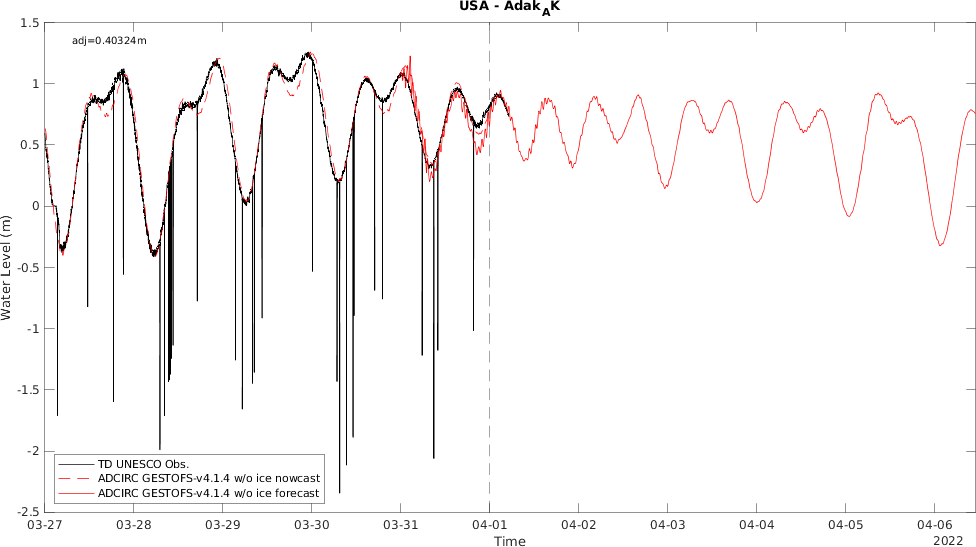 USA - AdakAK
adj=0.40324m
1.5
1
0.5
0
-0.5
-1
-1.5
-2
-2.5
Water Level (m)
TD UNESCO Obs.
ADCIRC GESTOFS-v4.1.4 w/o ice nowcast
ADCIRC GESTOFS-v4.1.4 w/o ice forecast
03-27 03-28 03-29 03-30 03-31 04-01 04-02 04-03 04-04 04-05 04-06
Time
2022